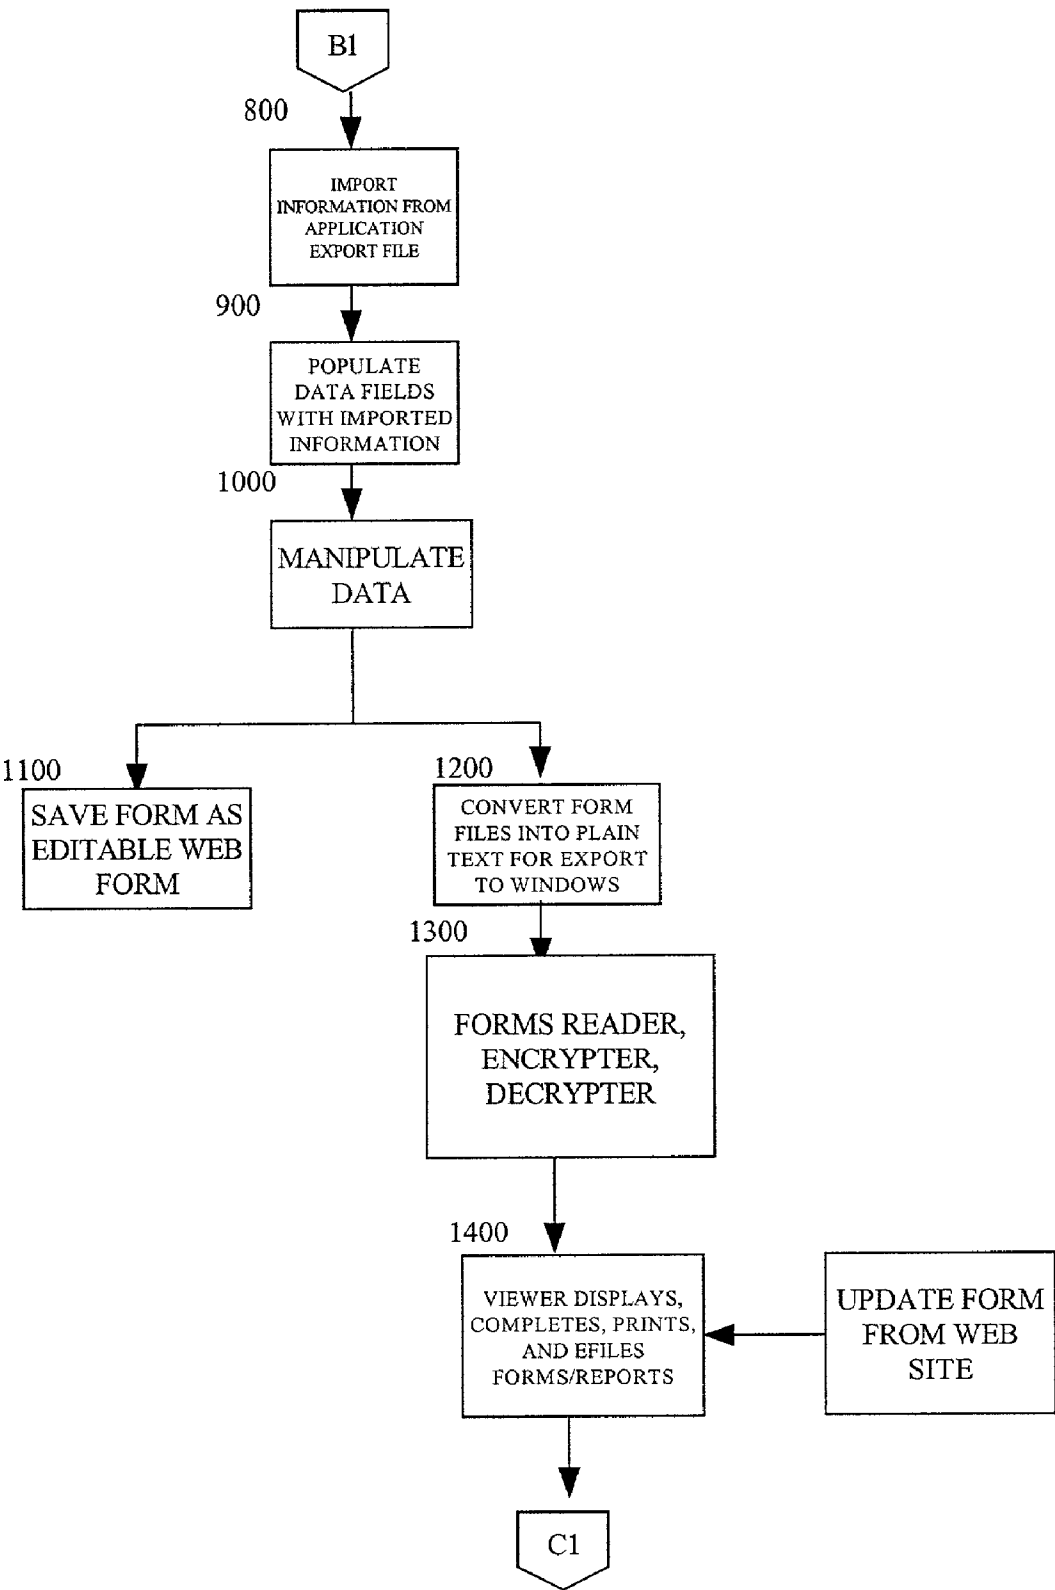 B1
800
IMPORT
INFORMATION FROM
APPLICATION
EXPORT FILE
900
POPULATE
DATA FIELDS
WITH IMPORTED
INFORMATION
1000
MANIPULATE
DATA
1100
SAVE FORM AS
EDITABLE WEB
FORM
1200
CONVERT FORM
FILES INTO PLAIN
TEXT FOR EXPORT
TO WINDOWS
1300
FORMS READER,
ENCRYPTER,
DECRYPTER
1400
VIEWER DISPLAYS,
COMPLETES, PRINTS,
AND EFILES
FORMS/REPORTS
UPDATE FORM
FROM WEB
SITE
C1